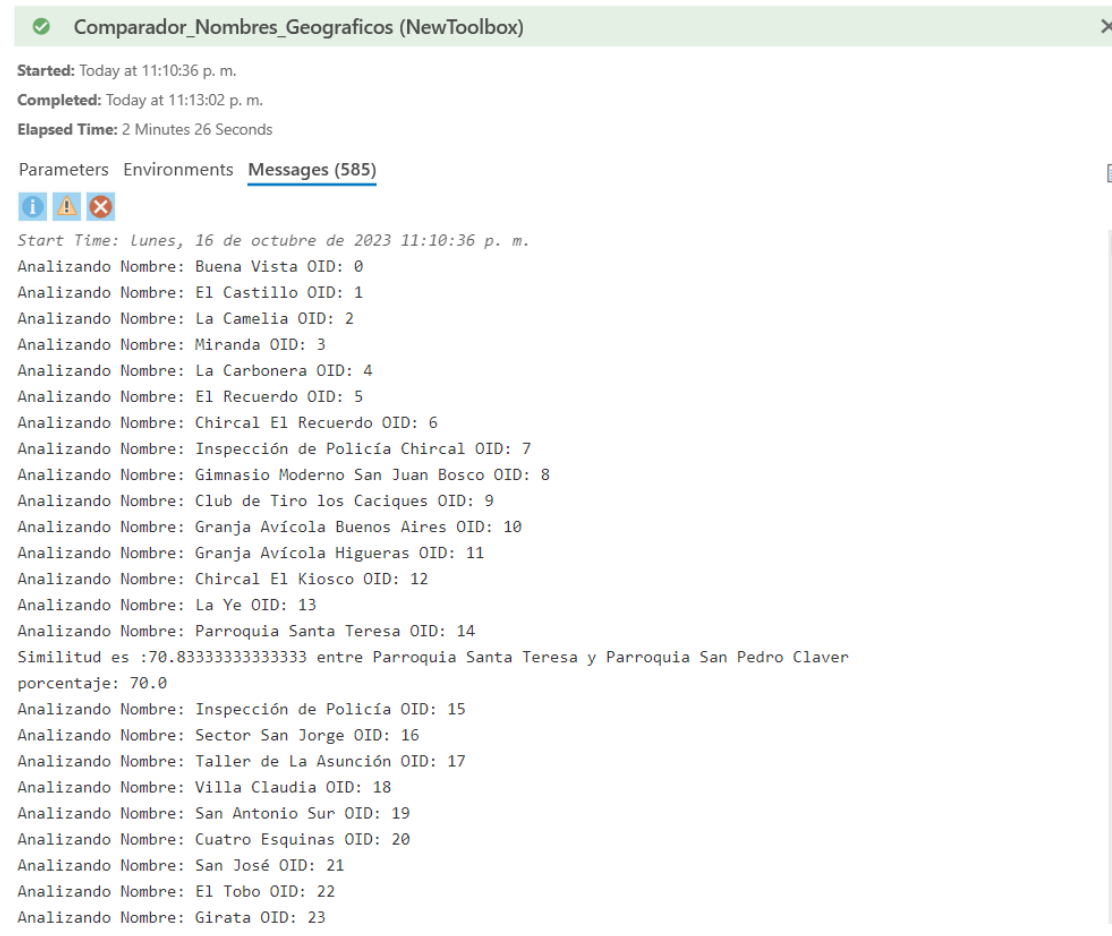 Comparador_Nombres_Geograficos (NewToolbox)
Started: Today at 11:10:36 p. m.
Completed: Today at 11:13:02 p. m.
Elapsed Time: 2 Minutes 26 Seconds
Parameters Environments Messages (585)
Start Time: lunes, 16 de octubre de 2023 11:10:36 p. m.
Analizando Nombre: Buena Vista OID: 0
Analizando Nombre: El Castillo OID: 1
Analizando Nombre: La Camelia OID: 2
Analizando Nombre: Miranda OID: 3
Analizando Nombre: La Carbonera OID: 4
Analizando Nombre: El Recuerdo OID: 5
Analizando Nombre: Chircal El Recuerdo OID: 6
Analizando Nombre: Inspección de Policía Chircal OID: 7
Analizando Nombre: Gimnasio Moderno San Juan Bosco OID: 8
Analizando Nombre: Club de Tiro los Caciques OID: 9
Analizando Nombre: Granja Avícola Buenos Aires OID: 10
Analizando Nombre: Granja Avícola Higueras OID: 11
Analizando Nombre: Chircal El Kiosco OID: 12
Analizando Nombre: La Ye OID: 13
Analizando Nombre: Parroquia Santa Teresa OID: 14
Similitud es :70.83333333333333 entre Parroquia Santa Teresa y Parroquia San Pedro Claver
porcentaje: 70.0
Analizando Nombre: Inspección de Policía OID: 15
Analizando Nombre: Sector San Jorge OID: 16
Analizando Nombre: Taller de La Asunción OID: 17
Analizando Nombre: Villa Claudia OID: 18
Analizando Nombre: San Antonio Sur OID: 19
Analizando Nombre: Cuatro Esquinas OID: 20
Analizando Nombre: San José OID: 21
Analizando Nombre: El Tobo OID: 22
Analizando Nombre: Girata OID: 23